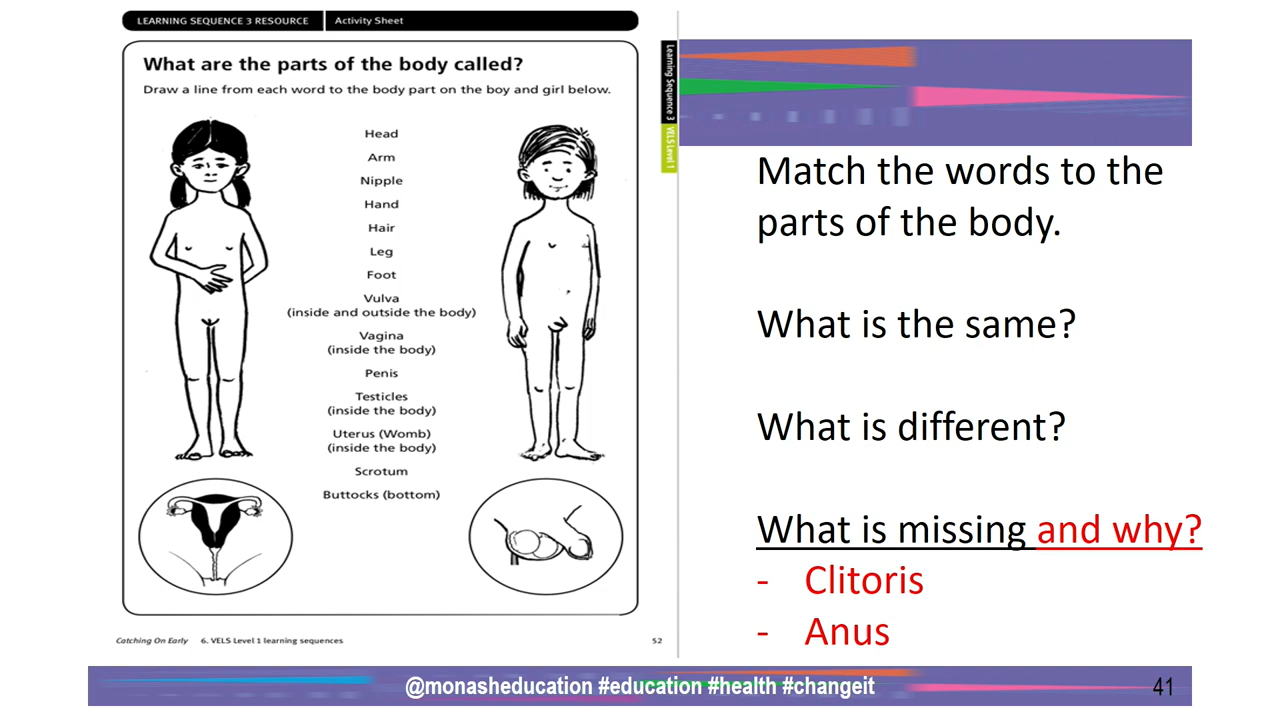 LEARNING SEQUENCE 3 RESOURCE
Activity Sheet
What are the parts of the body called?
Draw a line from each word to the body part on the boy and girl below.
Head
Arm
Nipple
Hand
Hair
Leg
Foot
Vulva
(inside and outside the body)
Vagina
(inside the body)
Penis
Testicles
(inside the body)
Uterus (Womb)
(inside the body)
Scrotum
Buttocks (bottom)
Catching On Early 6. VELS Level 1 learning sequences
52
Learning Sequence 3
VELS Level 1
Match the words to the
parts of the body.
What is the same?
What is different?
What is missing and why?
- Clitoris
- Anus
@monasheducation #education #health #changeit
41